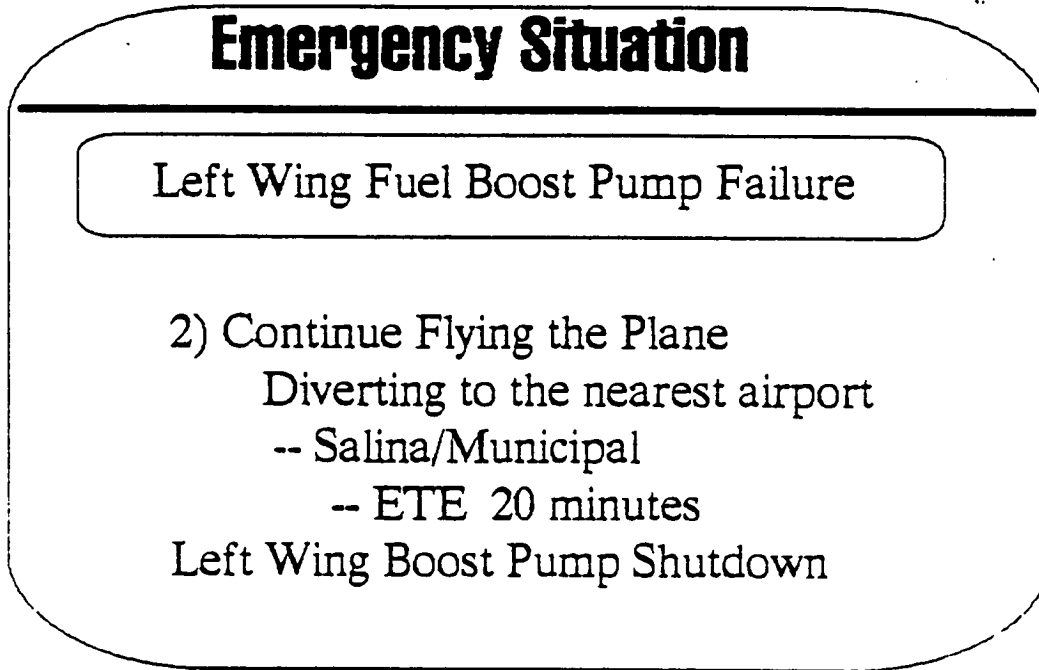 Emergency Situation
Left Wing Fuel Boost Pump Failure
2) Continue Flying the Plane
Diverting to the nearest airport
-- Salina/Municipal
-- ETE 20 minutes
Left Wing Boost Pump Shutdown